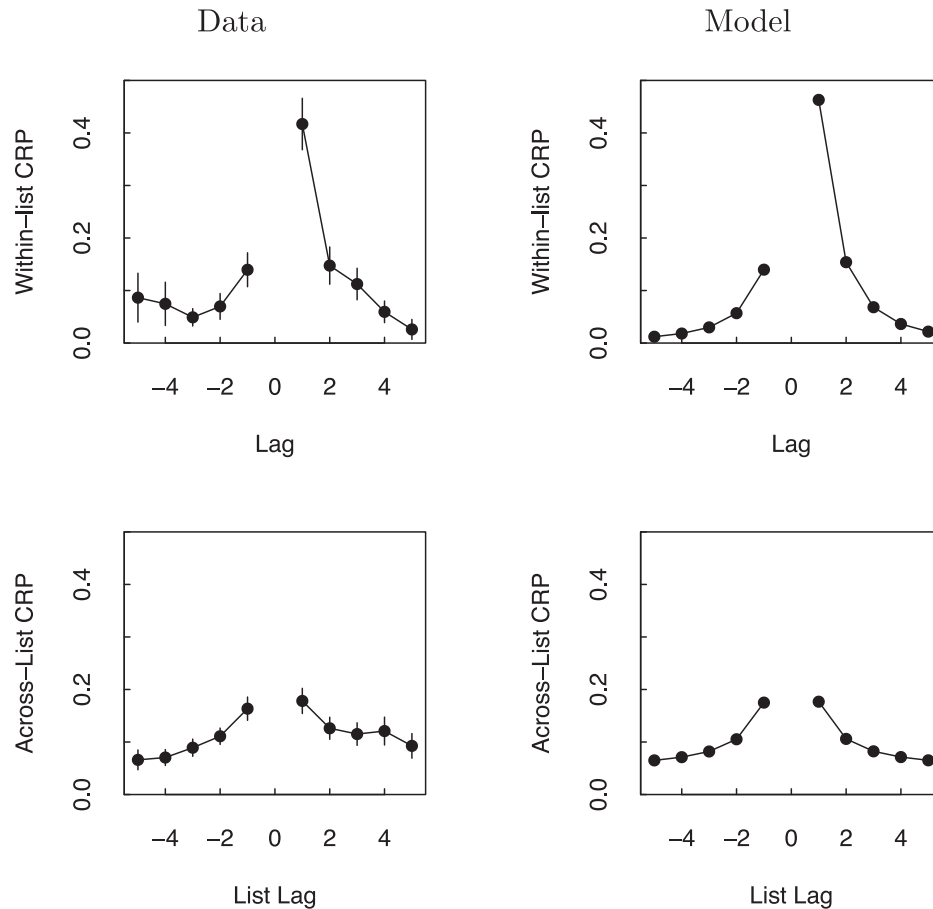 Data
Model
Within-list CRP
0.0 0.2 0.4
-4 -2 0 2 4
Lag
Within-list CRP
0.0 0.2 0.4
-4 -2 0 2 4
Lag
Across-List CRP
0.0 0.2 0.4
-4 -2 0 2 4
List Lag
Across-List CRP
0.0 0.2 0.4
-4 -2 0 2 4
List Lag